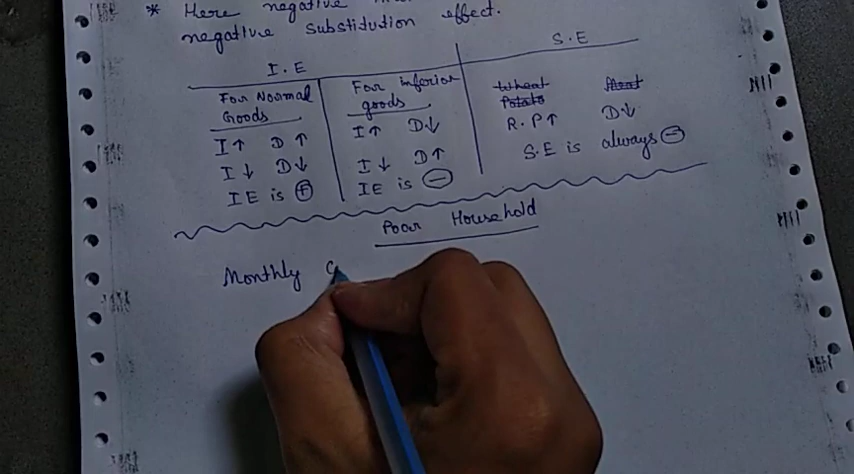 * Here negative
negative substitution effect.
I.E
S.E
For Normal
Goods
I↑ D↑
I↓ D↓
IE is +
For inferior
goods
I↑ D↓
I↓ D↑
IE is -
Wheat Meat
Potato
R.P↑ D↓
S.E is always -
Poor Household
Monthly